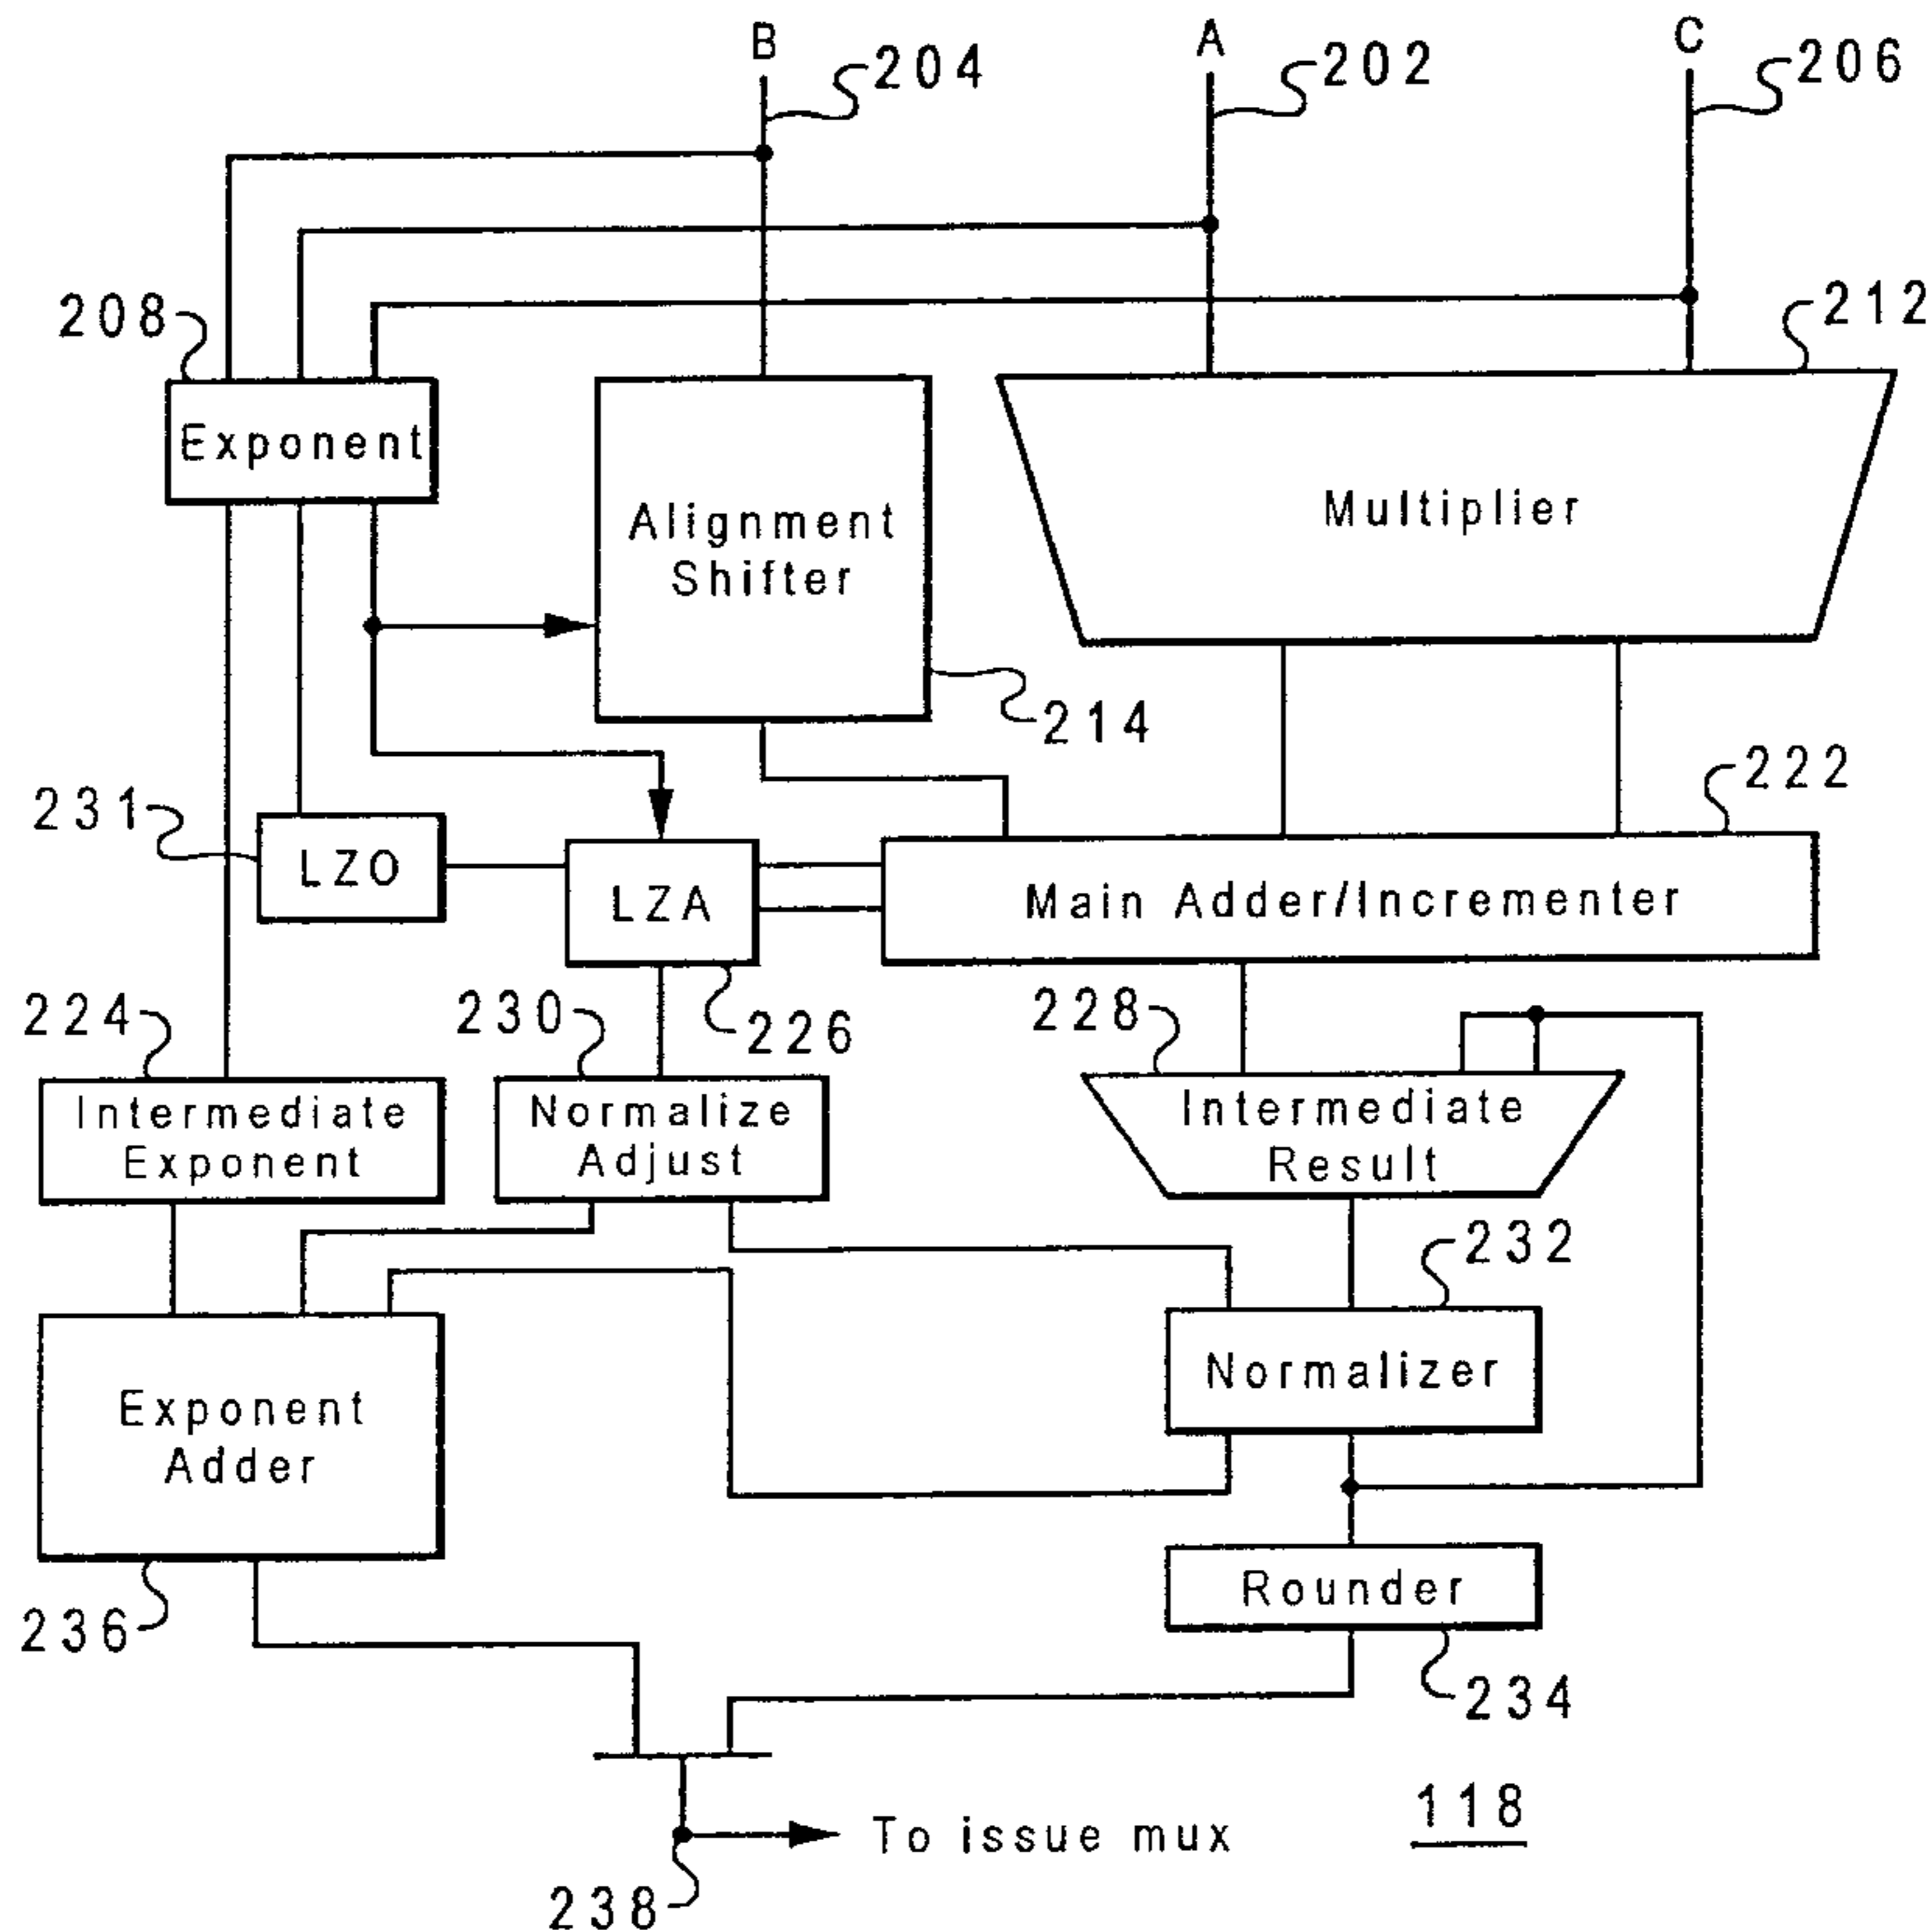 B
A
C
204
202
206
208
212
Exponent
Alignment
Shifter
Multiplier
214
231
222
LZO
LZA
Main Adder/Incrementer
224
230
226
228
Intermediate
Exponent
Normalize
Adjust
Intermediate
Result
232
Exponent
Adder
Normalizer
236
Rounder
234
To issue mux
118
238